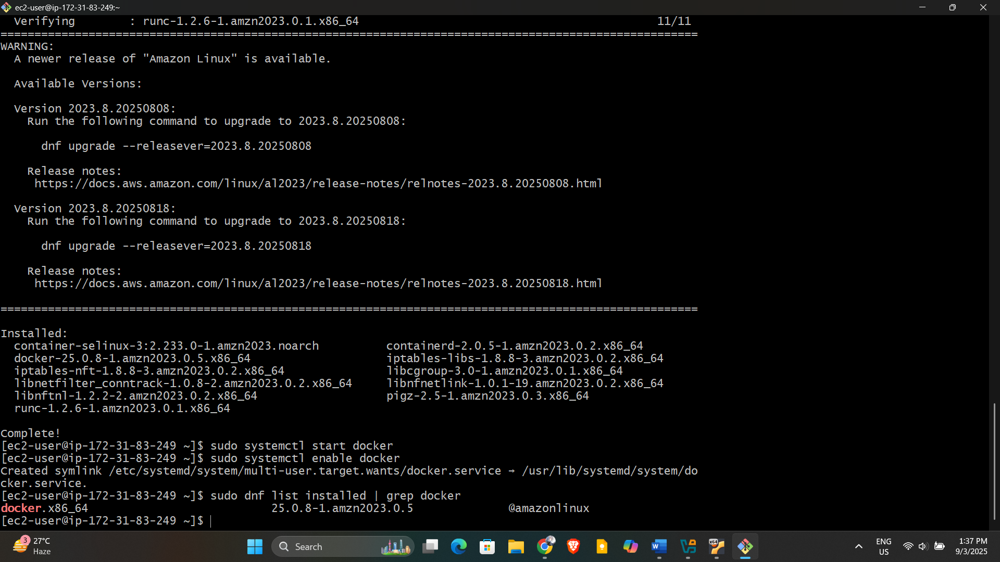 ec2-user@ip-172-31-83-249:~
Verifying        : runc-1.2.6-1.amzn2023.0.1.x86_64                                            11/11
=======================================================================================================
WARNING:
  A newer release of "Amazon Linux" is available.
  Available Versions:
  Version 2023.8.20250808:
    Run the following command to upgrade to 2023.8.20250808:
      dnf upgrade --releasever=2023.8.20250808
    Release notes:
     https://docs.aws.amazon.com/linux/al2023/release-notes/relnotes-2023.8.20250808.html
  Version 2023.8.20250818:
    Run the following command to upgrade to 2023.8.20250818:
      dnf upgrade --releasever=2023.8.20250818
    Release notes:
     https://docs.aws.amazon.com/linux/al2023/release-notes/relnotes-2023.8.20250818.html
=======================================================================================================
Installed:
  container-selinux-3:2.233.0-1.amzn2023.noarch          containerd-2.0.5-1.amzn2023.0.2.x86_64
  docker-25.0.8-1.amzn2023.0.5.x86_64                    iptables-libs-1.8.8-3.amzn2023.0.2.x86_64
  iptables-nft-1.8.8-3.amzn2023.0.2.x86_64               libcgroup-3.0-1.amzn2023.0.1.x86_64
  libnetfilter_conntrack-1.0.8-2.amzn2023.0.2.x86_64     libnfnetlink-1.0.1-19.amzn2023.0.2.x86_64
  libnftnl-1.2.2-2.amzn2023.0.2.x86_64                   pigz-2.5-1.amzn2023.0.3.x86_64
  runc-1.2.6-1.amzn2023.0.1.x86_64
Complete!
[ec2-user@ip-172-31-83-249 ~]$ sudo systemctl start docker
[ec2-user@ip-172-31-83-249 ~]$ sudo systemctl enable docker
Created symlink /etc/systemd/system/multi-user.target.wants/docker.service → /usr/lib/systemd/system/do
cker.service.
[ec2-user@ip-172-31-83-249 ~]$ sudo dnf list installed | grep docker
docker.x86_64                           25.0.8-1.amzn2023.0.5              @amazonlinux
[ec2-user@ip-172-31-83-249 ~]$
3
27°C
Haze
Search
W
x64
ENG
US
1:37 PM
9/3/2025